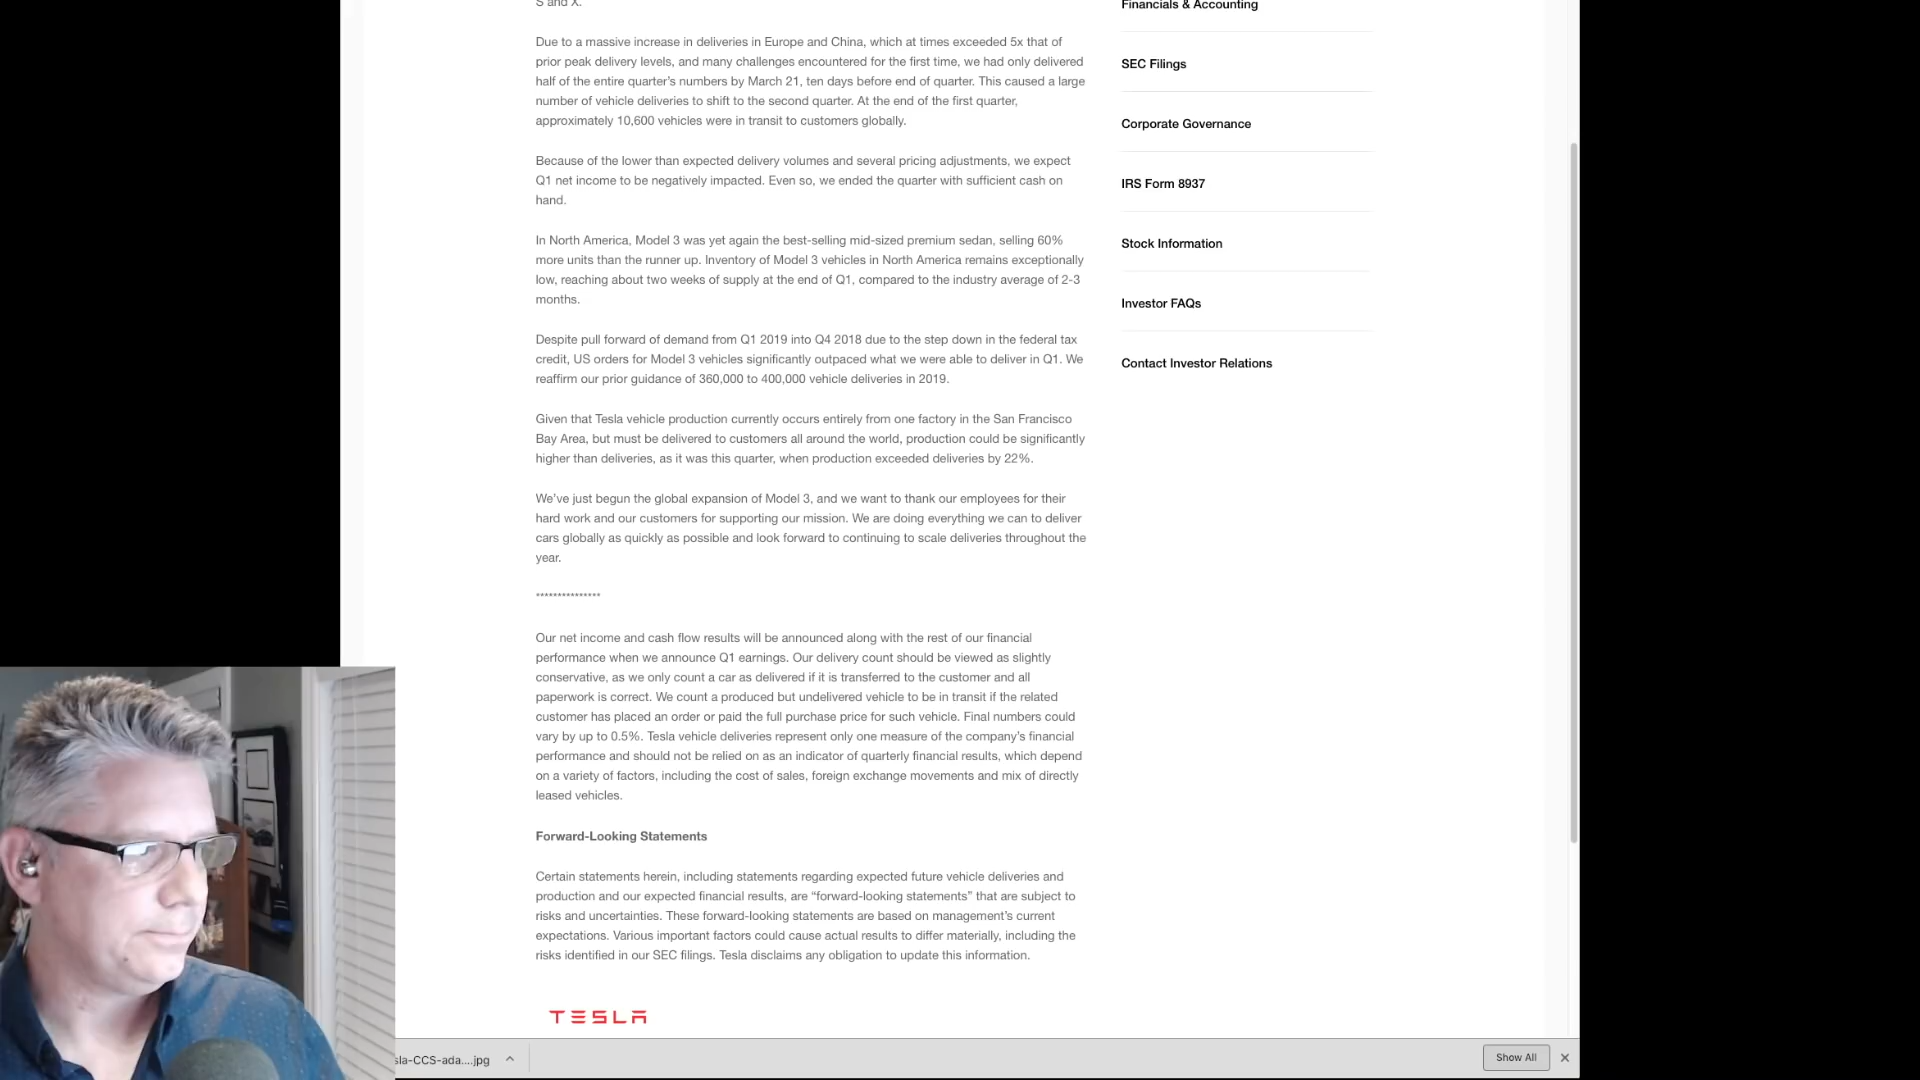 S and X.
Due to a massive increase in deliveries in Europe and China, which at times exceeded 5x that of
prior peak delivery levels, and many challenges encountered for the first time, we had only delivered
half of the entire quarter’s numbers by March 21, ten days before end of quarter. This caused a large
number of vehicle deliveries to shift to the second quarter. At the end of the first quarter,
approximately 10,600 vehicles were in transit to customers globally.
Because of the lower than expected delivery volumes and several pricing adjustments, we expect
Q1 net income to be negatively impacted. Even so, we ended the quarter with sufficient cash on
hand.
In North America, Model 3 was yet again the best-selling mid-sized premium sedan, selling 60%
more units than the runner up. Inventory of Model 3 vehicles in North America remains exceptionally
low, reaching about two weeks of supply at the end of Q1, compared to the industry average of 2-3
months.
Despite pull forward of demand from Q1 2019 into Q4 2018 due to the step down in the federal tax
credit, US orders for Model 3 vehicles significantly outpaced what we were able to deliver in Q1. We
reaffirm our prior guidance of 360,000 to 400,000 vehicle deliveries in 2019.
Given that Tesla vehicle production currently occurs entirely from one factory in the San Francisco
Bay Area, but must be delivered to customers all around the world, production could be significantly
higher than deliveries, as it was this quarter, when production exceeded deliveries by 22%.
We’ve just begun the global expansion of Model 3, and we want to thank our employees for their
hard work and our customers for supporting our mission. We are doing everything we can to deliver
cars globally as quickly as possible and look forward to continuing to scale deliveries throughout the
year.
***************
Our net income and cash flow results will be announced along with the rest of our financial
performance when we announce Q1 earnings. Our delivery count should be viewed as slightly
conservative, as we only count a car as delivered if it is transferred to the customer and all
paperwork is correct. We count a produced but undelivered vehicle to be in transit if the related
customer has placed an order or paid the full purchase price for such vehicle. Final numbers could
vary by up to 0.5%. Tesla vehicle deliveries represent only one measure of the company’s financial
performance and should not be relied on as an indicator of quarterly financial results, which depend
on a variety of factors, including the cost of sales, foreign exchange movements and mix of directly
leased vehicles.
Forward-Looking Statements
Certain statements herein, including statements regarding expected future vehicle deliveries and
production and our expected financial results, are “forward-looking statements” that are subject to
risks and uncertainties. These forward-looking statements are based on management’s current
expectations. Various important factors could cause actual results to differ materially, including the
risks identified in our SEC filings. Tesla disclaims any obligation to update this information.
TESLA
Financials & Accounting
SEC Filings
Corporate Governance
IRS Form 8937
Stock Information
Investor FAQs
Contact Investor Relations
sla-CCS-ada....jpg
Show All